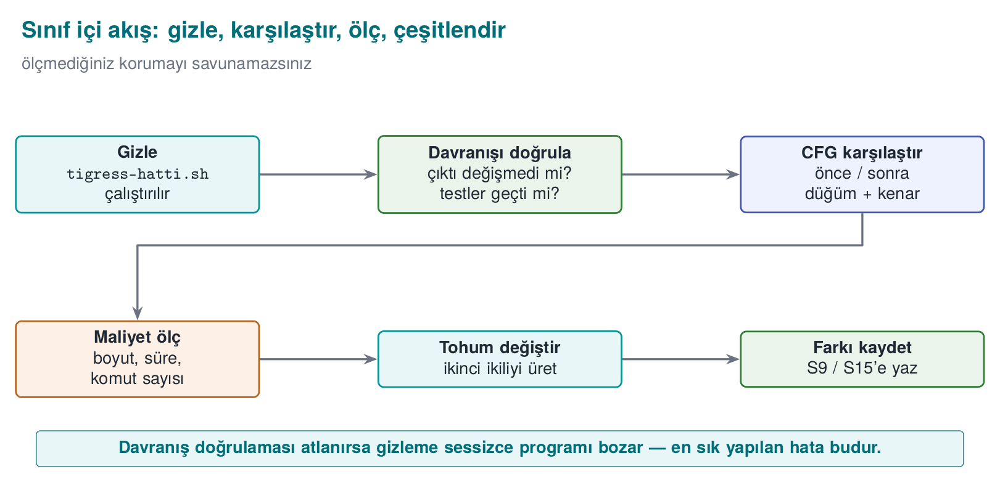 Sınıf içi akış: gizle, karşılaştır, ölç, çeşitlendir
ölçmediğiniz korumayı savunamazsınız
Gizle
tigress-hatti.sh
çalıştırılır
Davranışı doğrula
çıktı değişmedi mi?
testler geçti mi?
CFG karşılaştır
önce / sonra
düğüm + kenar
Maliyet ölç
boyut, süre,
komut sayısı
Tohum değiştir
ikinci ikiliyi üret
Farkı kaydet
S9 / S15’e yaz
Davranış doğrulaması atlanırsa gizleme sessizce programı bozar — en sık yapılan hata budur.